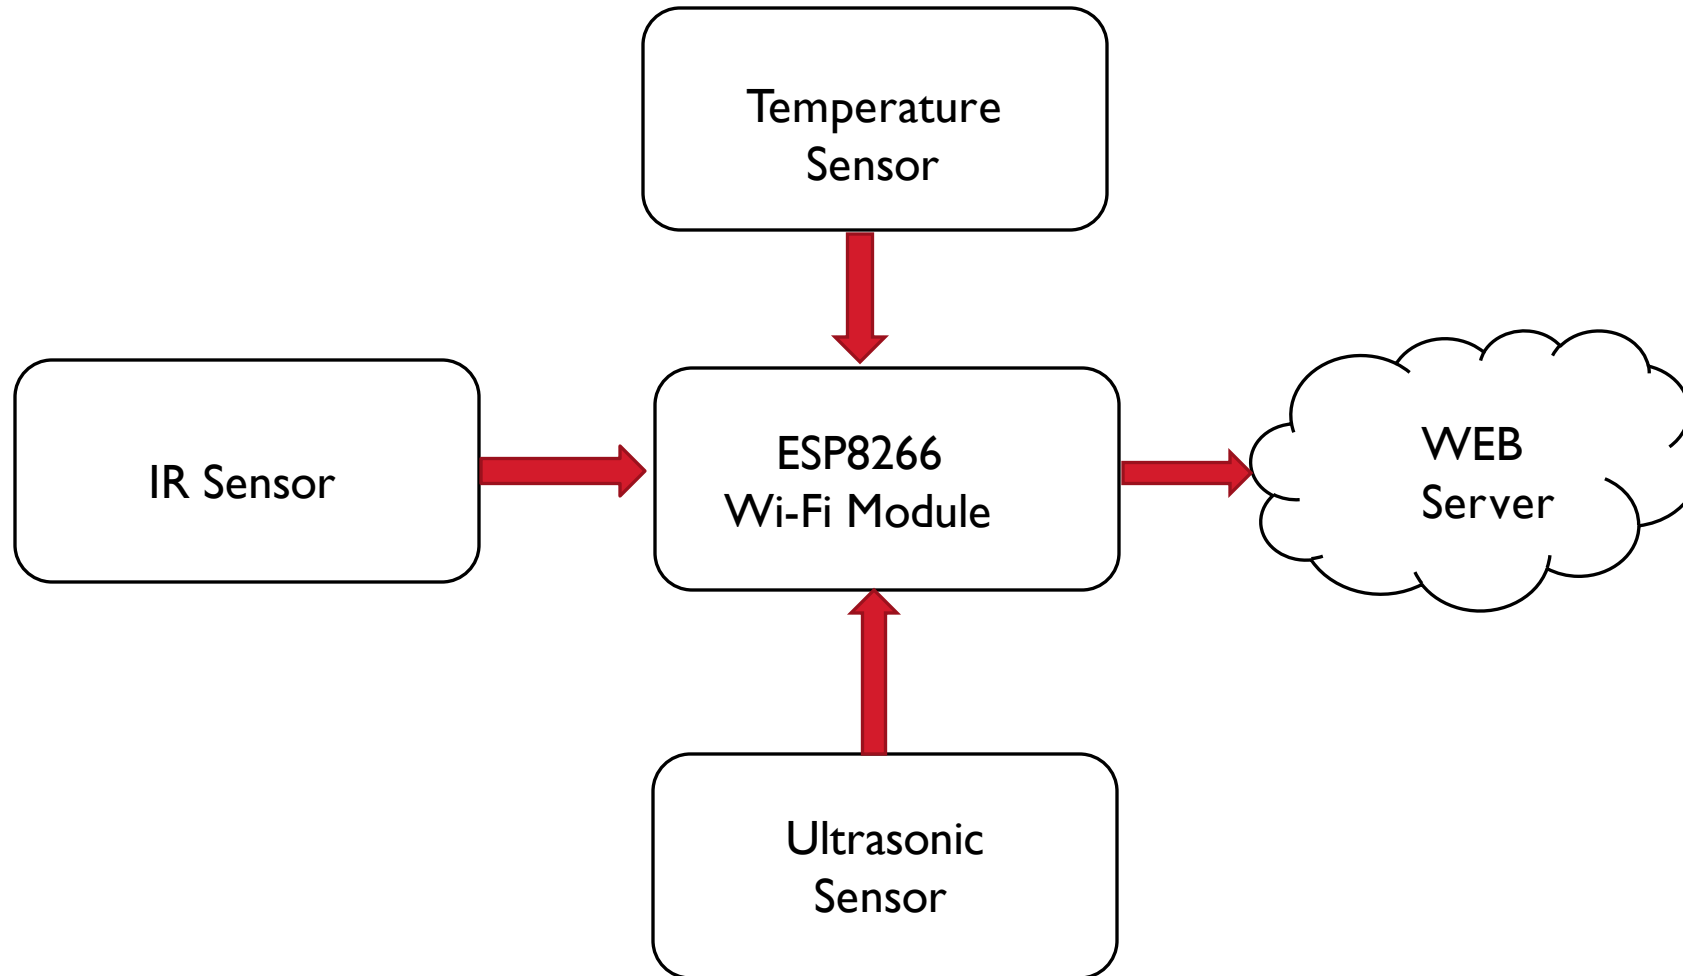 Temperature
Sensor
IR Sensor
ESP8266
Wi-Fi Module
WEB
Server
Ultrasonic
Sensor